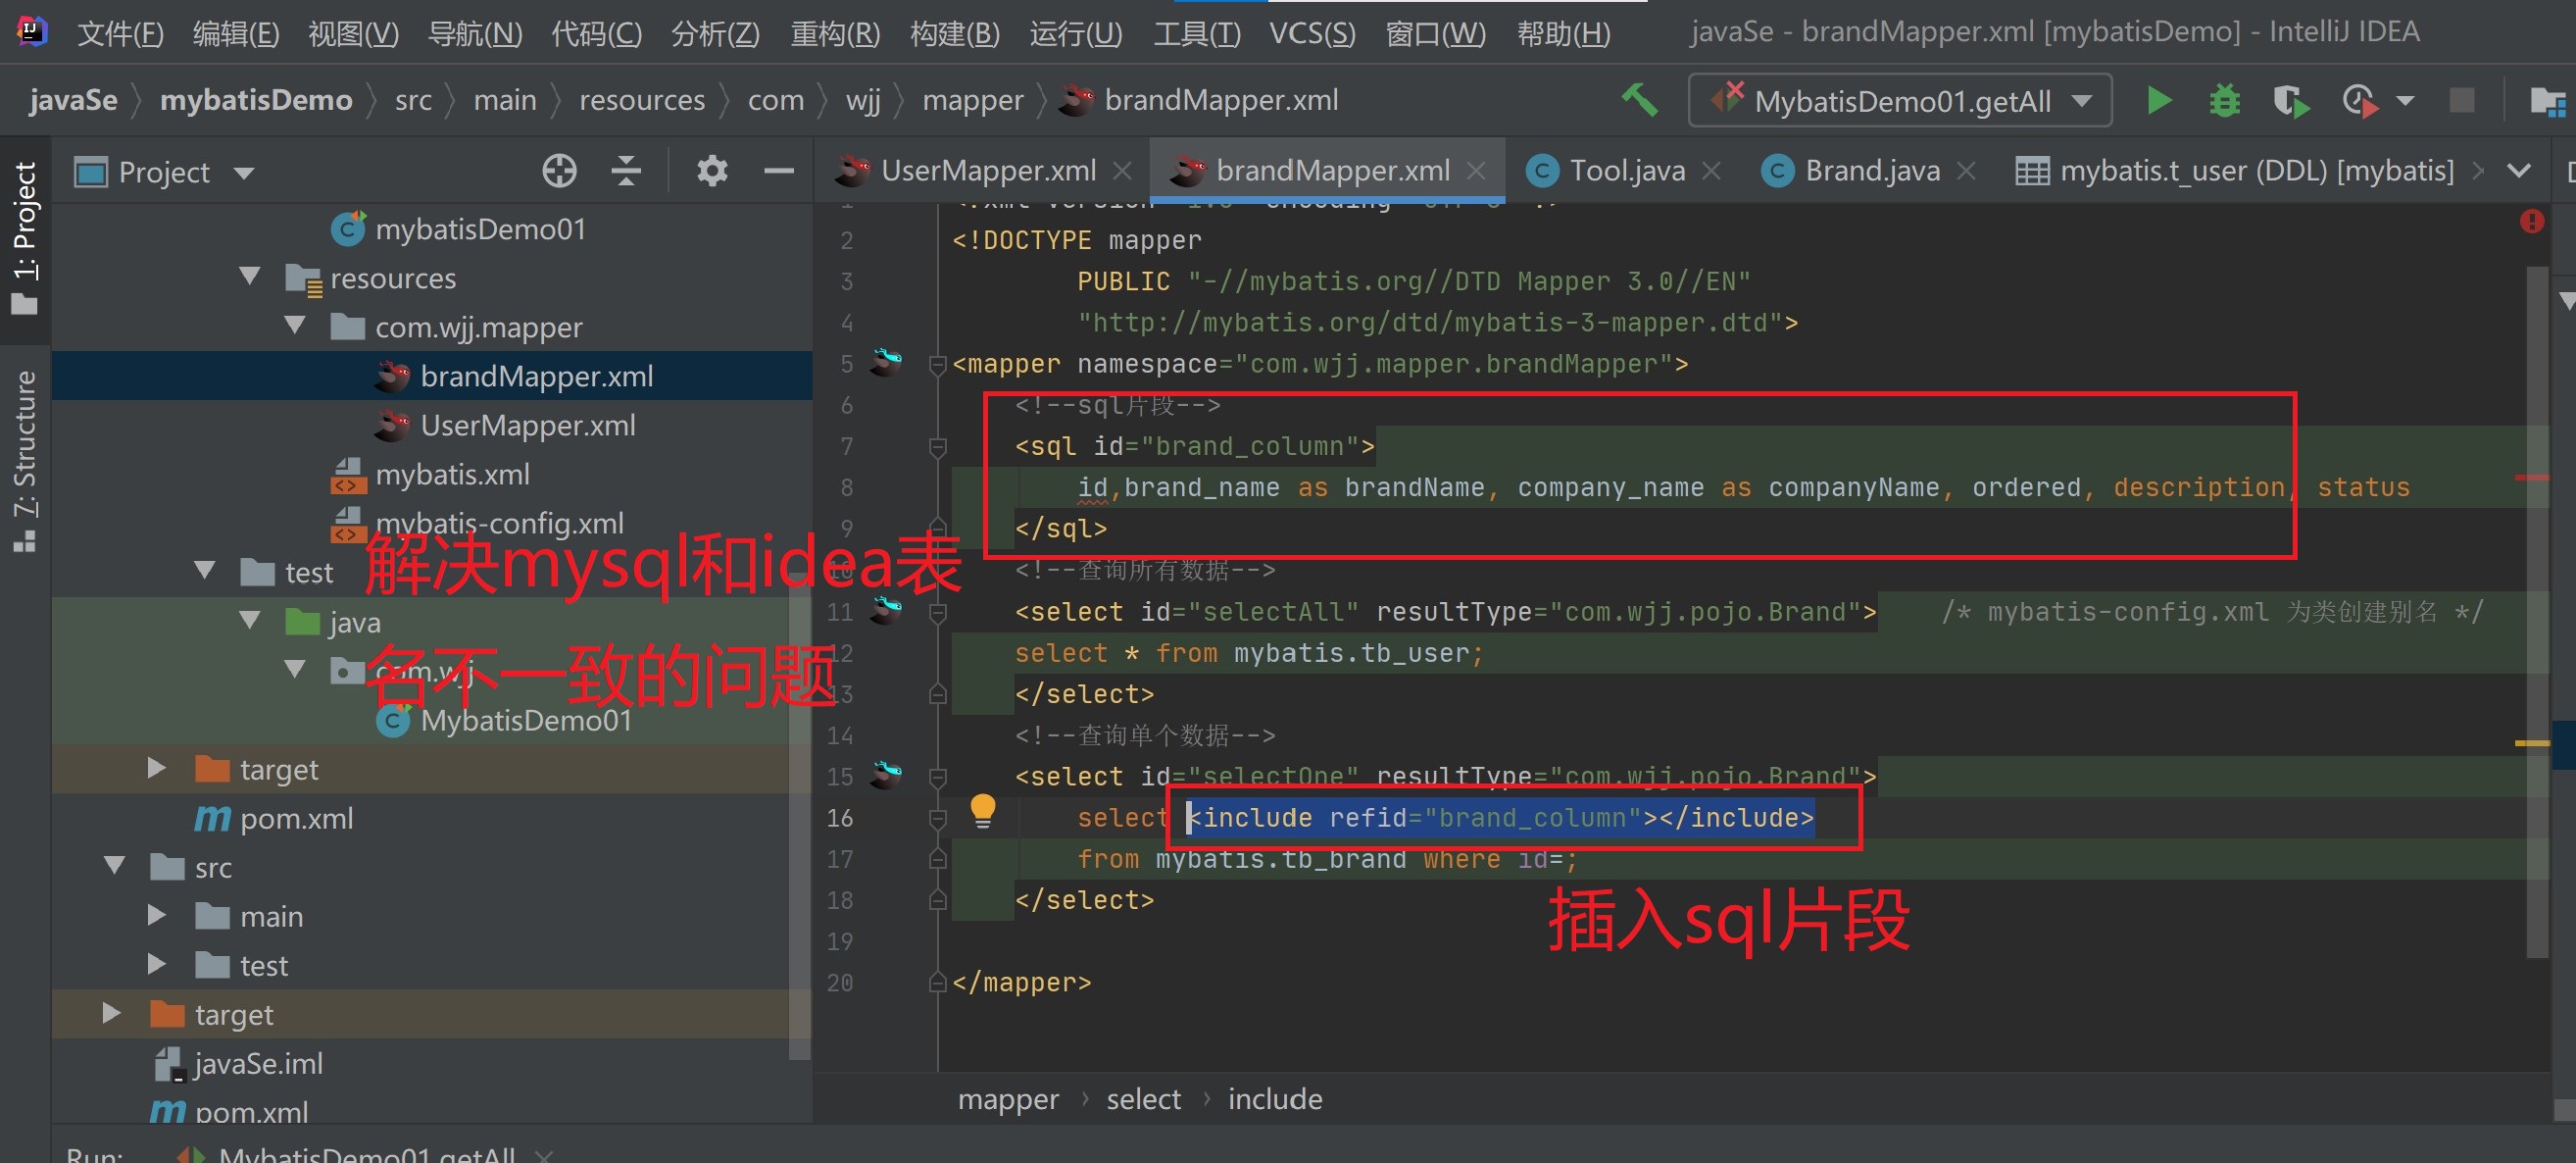 文件(F) 编辑(E) 视图(V) 导航(N) 代码(C) 分析(Z) 重构(R) 构建(B) 运行(U) 工具(T) VCS(S) 窗口(W) 帮助(H) javaSe - brandMapper.xml [mybatisDemo] - IntelliJ IDEA
javaSe mybatisDemo src main resources com wjj mapper brandMapper.xml MybatisDemo01.getAll
1: Project
7: Structure
Project
mybatisDemo01
resources
com.wjj.mapper
brandMapper.xml
UserMapper.xml
mybatis.xml
mybatis-config.xml
test
java
com.wjj
MybatisDemo01
target
pom.xml
src
main
test
target
javaSe.iml
pom.xml
解决mysql和idea表
名不一致的问题
UserMapper.xml brandMapper.xml Tool.java Brand.java mybatis.t_user (DDL) [mybatis]
2 <!DOCTYPE mapper
3 PUBLIC "-//mybatis.org//DTD Mapper 3.0//EN"
4 "http://mybatis.org/dtd/mybatis-3-mapper.dtd">
5 <mapper namespace="com.wjj.mapper.brandMapper">
6 <!--sql片段-->
7 <sql id="brand_column">
8 id,brand_name as brandName, company_name as companyName, ordered, description, status
9 </sql>
10 <!--查询所有数据-->
11 <select id="selectAll" resultType="com.wjj.pojo.Brand"> /* mybatis-config.xml 为类创建别名 */
12 select * from mybatis.tb_user;
13 </select>
14 <!--查询单个数据-->
15 <select id="selectOne" resultType="com.wjj.pojo.Brand">
16 select <include refid="brand_column"></include>
17 from mybatis.tb_brand where id=;
18 </select>
19
20 </mapper>
插入sql片段
mapper › select › include
Run: MybatisDemo01.getAll